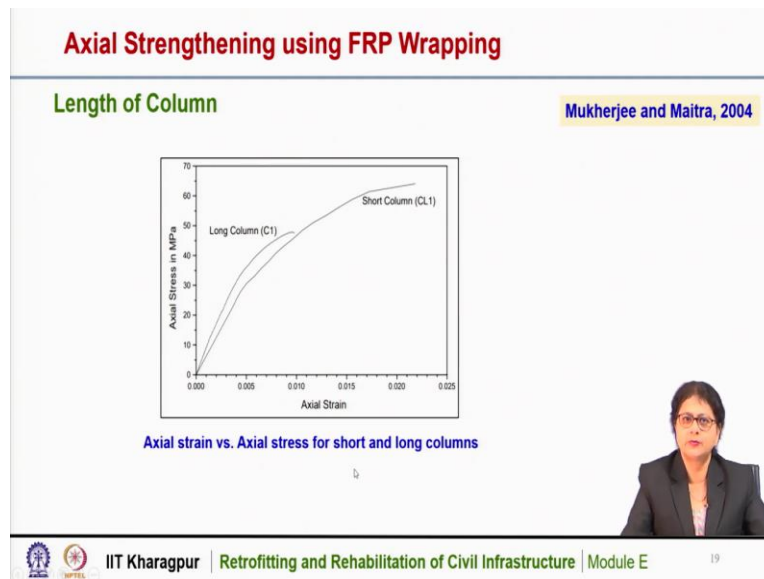 Axial Strengthening using FRP Wrapping
Length of Column
Mukherjee and Maitra, 2004
70
60
50
40
30
20
10
0
Axial Stress in MPa
Long Column (C1)
Short Column (CL1)
0.000 0.005 0.010 0.015 0.020 0.025
Axial Strain
Axial strain vs. Axial stress for short and long columns
NPTEL
IIT Kharagpur Retrofitting and Rehabilitation of Civil Infrastructure Module E 19